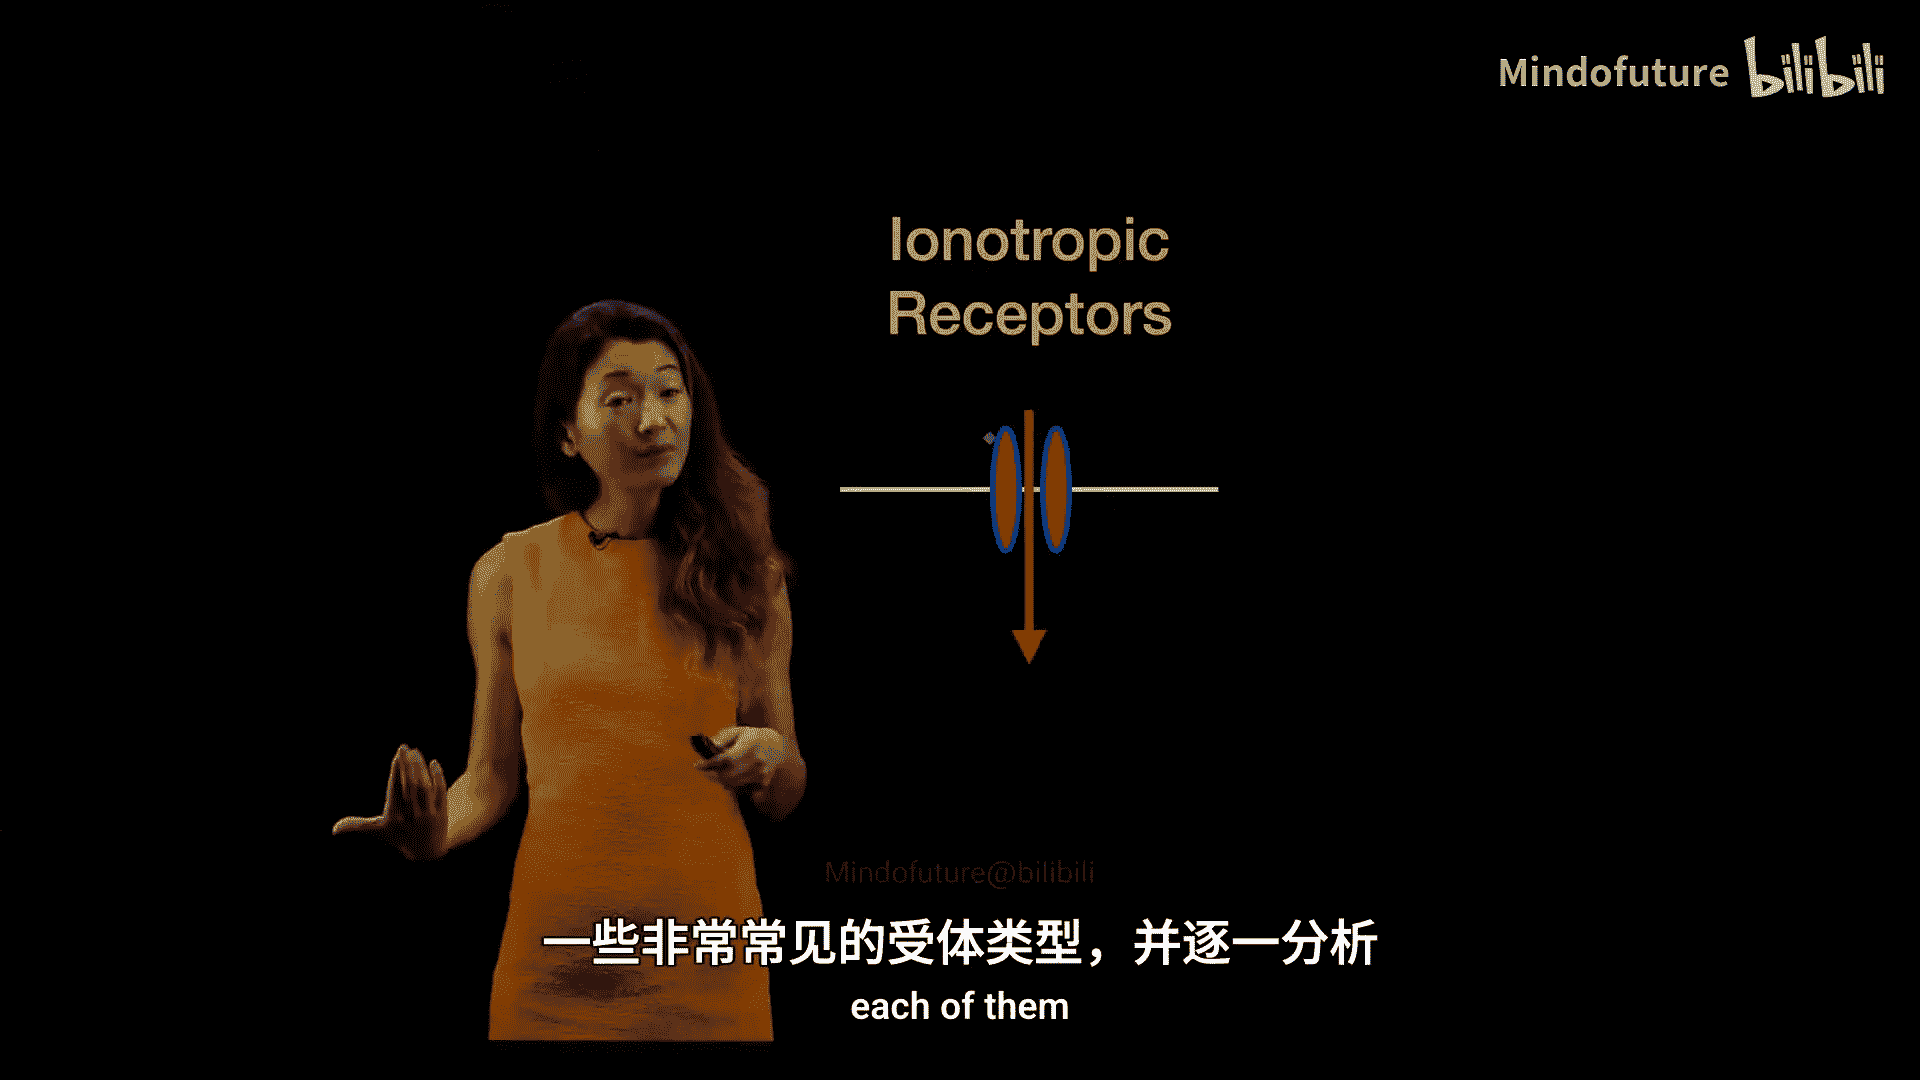 Mindofuture bilibili
Ionotropic
Receptors
Mindofuture@bilibili
一些非常常见的受体类型，并逐一分析
each of them